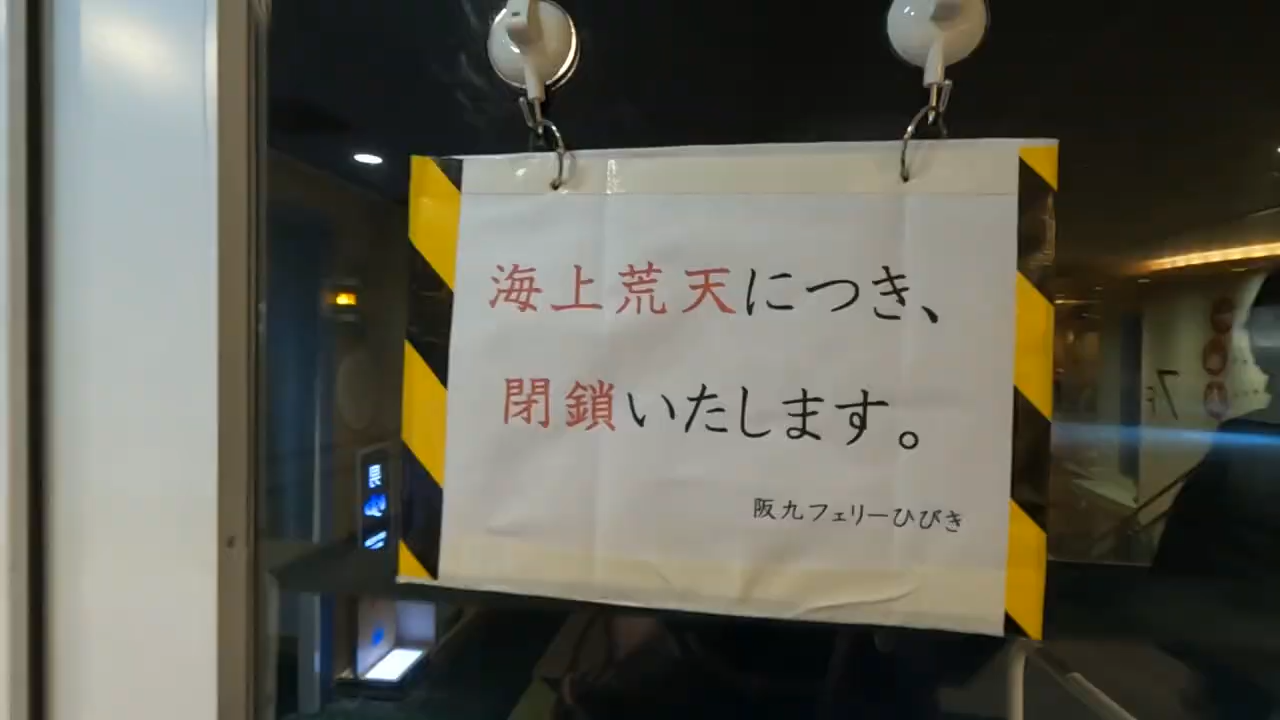 海上荒天につき、
閉鎖いたします。
阪九フェリーひびき